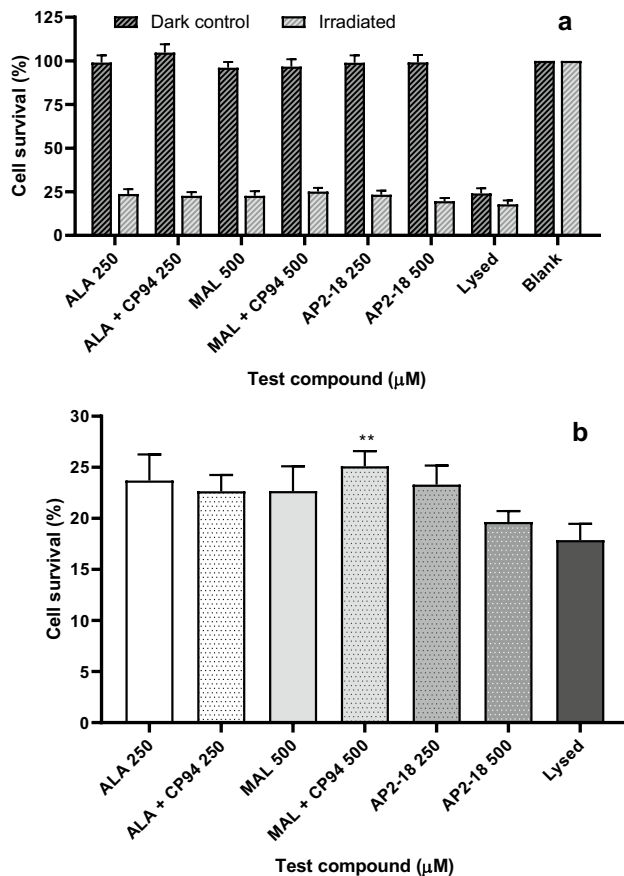 Dark control Irradiated
a
Cell survival (%)
125
100
75
50
25
0
ALA 250
ALA + CP94 250
MAL 500
MAL + CP94 500
AP2-18 250
AP2-18 500
Lysed
Blank
Test compound (μM)
b
Cell survival (%)
30
25
20
15
10
5
0
**
ALA 250
ALA + CP94 250
MAL 500
MAL + CP94 500
AP2-18 250
AP2-18 500
Lysed
Test compound (μM)